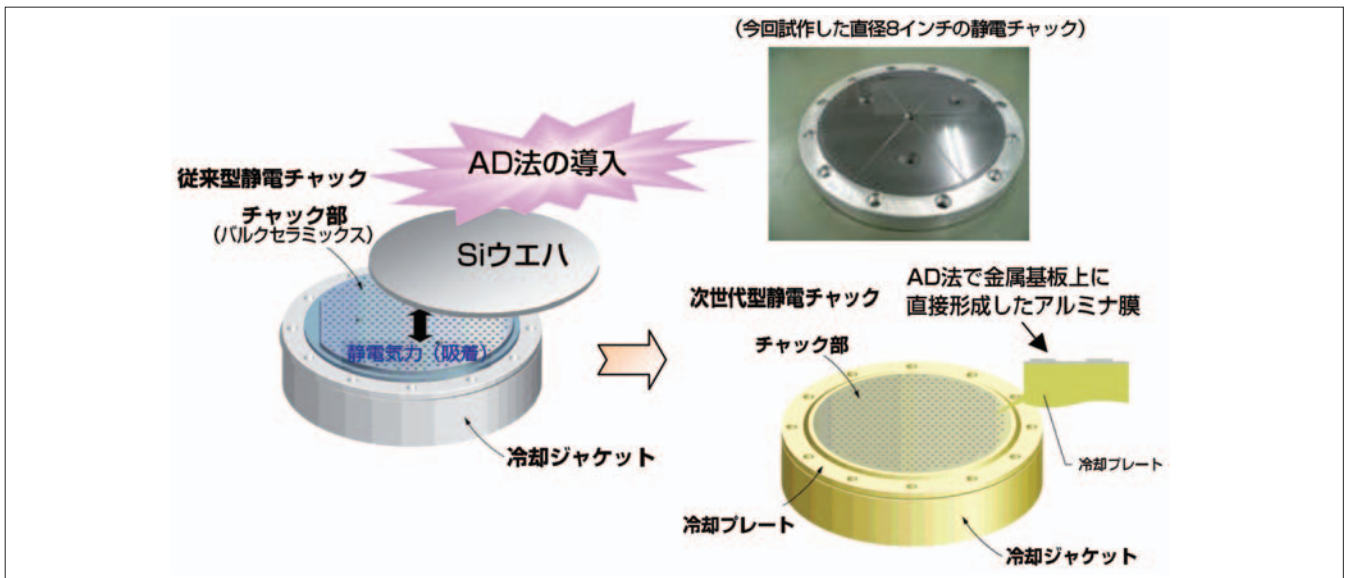 （今回試作した直径8インチの静電チャック）
AD法の導入
従来型静電チャック
チャック部
（バルクセラミックス）
Siウエハ
静電気力（吸着）
冷却ジャケット
次世代型静電チャック
AD法で金属基板上に
直接形成したアルミナ膜
チャック部
冷却プレート
冷却プレート
冷却ジャケット